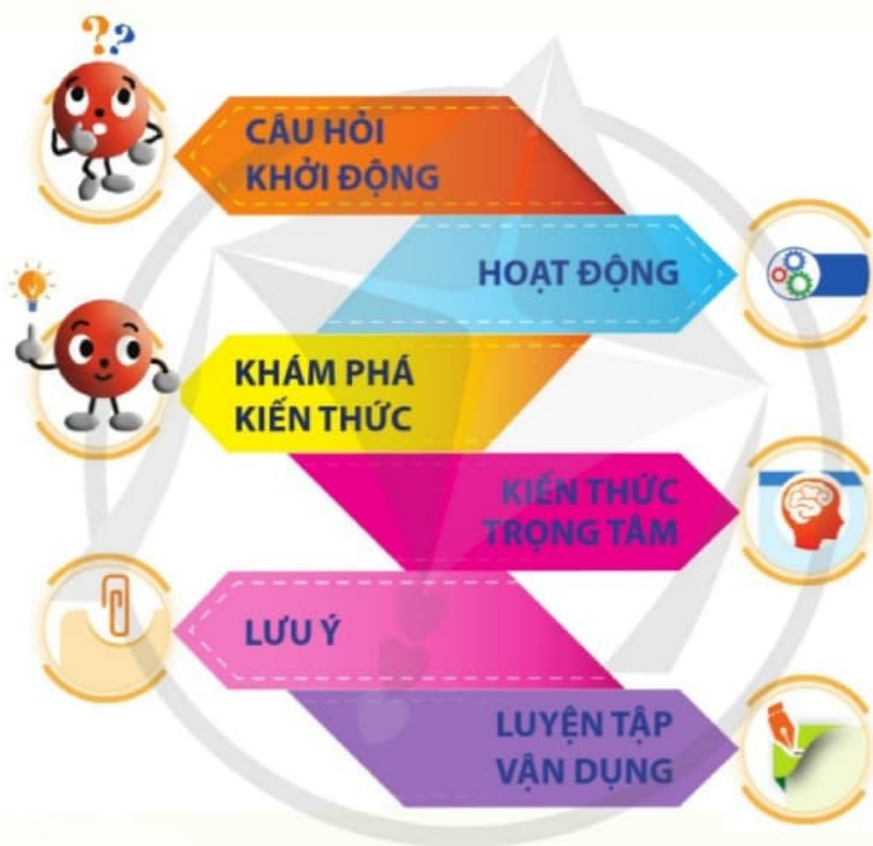 ??
CÂU HỎI
KHỞI ĐỘNG
HOẠT ĐỘNG
KHÁM PHÁ
KIẾN THỨC
KIẾN THỨC
TRỌNG TÂM
LƯU Ý
LUYỆN TẬP
VẬN DỤNG